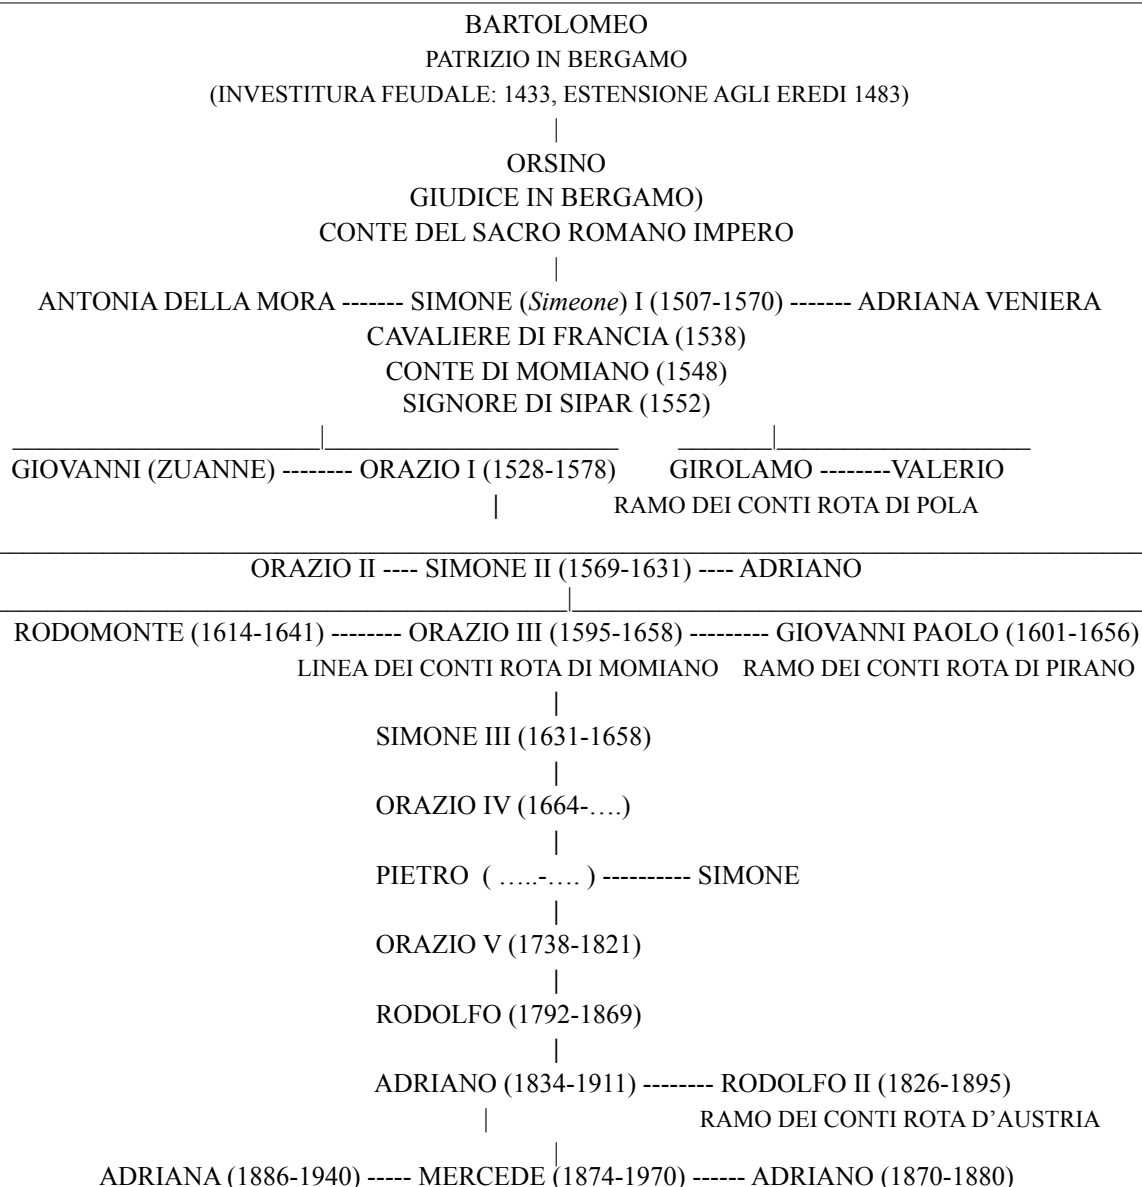 BARTOLOMEO
PATRIZIO IN BERGAMO
(INVESTITURA FEUDALE: 1433, ESTENSIONE AGLI EREDI 1483)
|
ORSINO
GIUDICE IN BERGAMO)
CONTE DEL SACRO ROMANO IMPERO
|
ANTONIA DELLA MORA ------- SIMONE (Simeone) I (1507-1570) ------- ADRIANA VENIERA
CAVALIERE DI FRANCIA (1538)
CONTE DI MOMIANO (1548)
SIGNORE DI SIPAR (1552)
GIOVANNI (ZUANNE) -------- ORAZIO I (1528-1578) GIROLAMO --------VALERIO
| RAMO DEI CONTI ROTA DI POLA
ORAZIO II ---- SIMONE II (1569-1631) ---- ADRIANO
RODOMONTE (1614-1641) -------- ORAZIO III (1595-1658) --------- GIOVANNI PAOLO (1601-1656)
LINEA DEI CONTI ROTA DI MOMIANO RAMO DEI CONTI ROTA DI PIRANO
|
SIMONE III (1631-1658)
|
ORAZIO IV (1664-….)
|
PIETRO ( …..-…. ) ---------- SIMONE
|
ORAZIO V (1738-1821)
|
RODOLFO (1792-1869)
|
ADRIANO (1834-1911) -------- RODOLFO II (1826-1895)
| RAMO DEI CONTI ROTA D’AUSTRIA
|
ADRIANA (1886-1940) ----- MERCEDE (1874-1970) ------ ADRIANO (1870-1880)